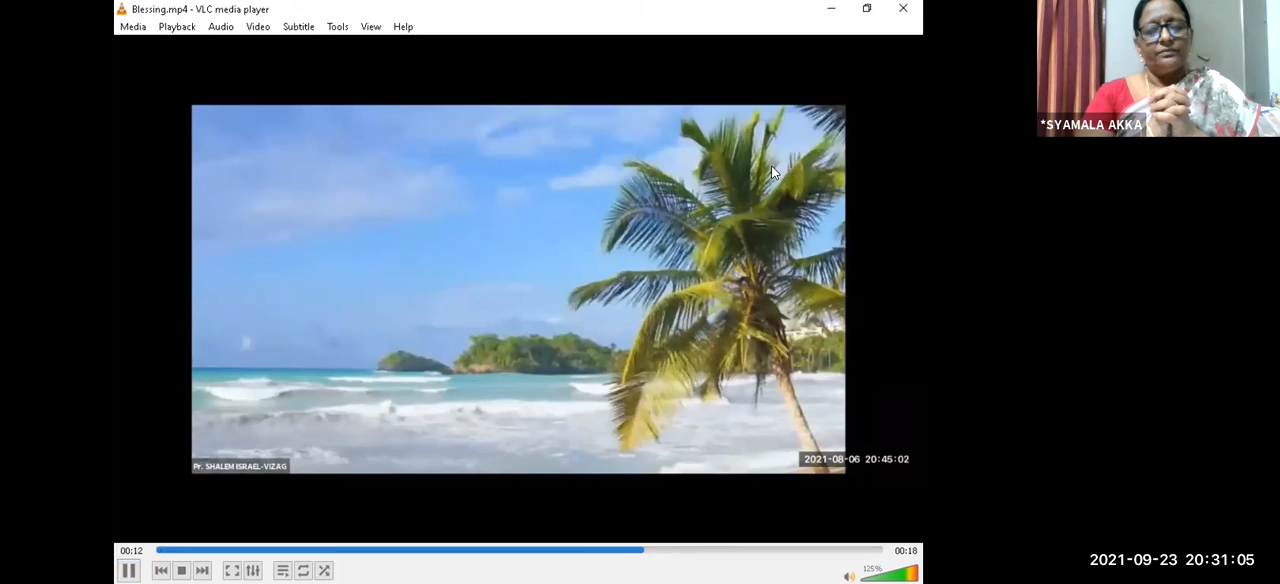 Blessing.mp4 - VLC media player
Media Playback Audio Video Subtitle Tools View Help
*SYAMALA AKKA
Pr. SHALEM ISRAEL-VIZAG
2021-08-06 20:45:02
00:12
00:18
125%
2021-09-23 20:31:05